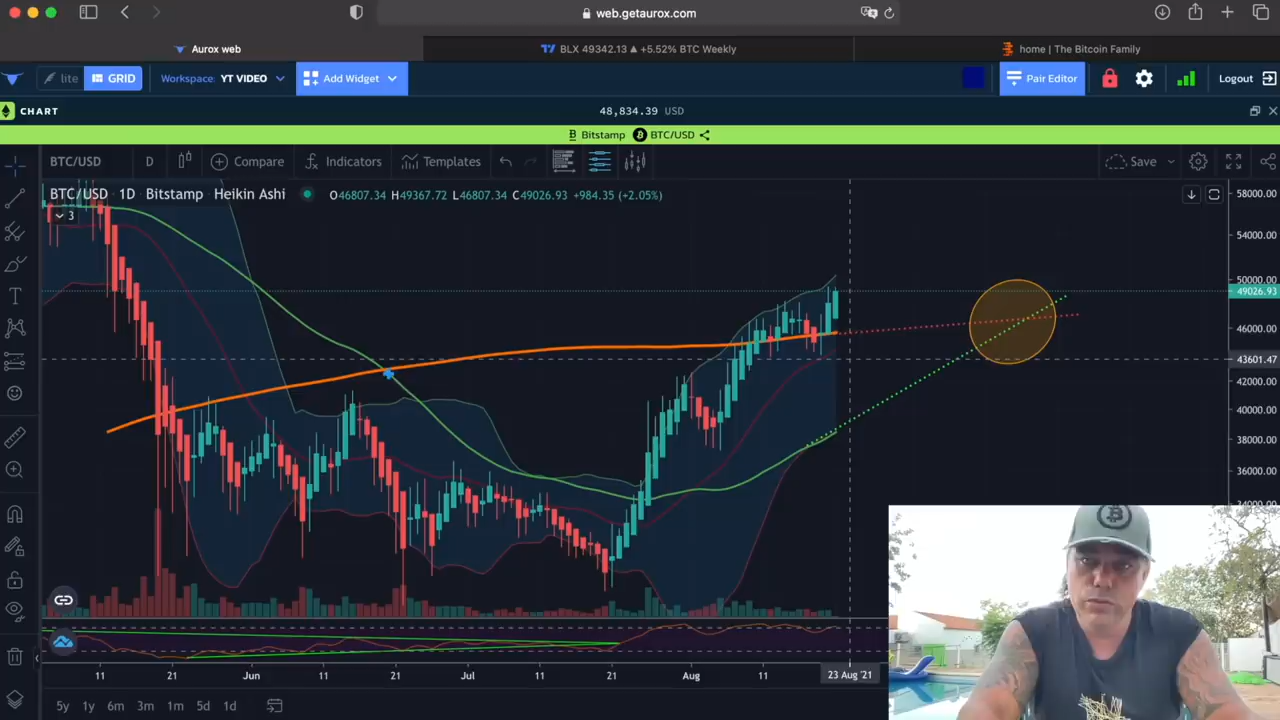 web.getaurox.com
Aurox web
BLX 49342.13 ▲ +5.52% BTC Weekly
home | The Bitcoin Family
lite
GRID
Workspace: YT VIDEO
Add Widget
Pair Editor
Logout
CHART
48,834.39 USD
Bitstamp BTC/USD
BTC/USD D Compare Indicators Templates Save
BTC/USD · 1D Bitstamp Heikin Ashi O46807.34 H49367.72 L46807.34 C49026.93 +984.35 (+2.05%)
3
58000.00
54000.00
50000.00
49026.93
46000.00
43601.47
42000.00
40000.00
38000.00
36000.00
34000.00
11 Jun 11 21 Jul 11 21 Aug 11 23 Aug '21
5y 1y 6m 3m 1m 5d 1d